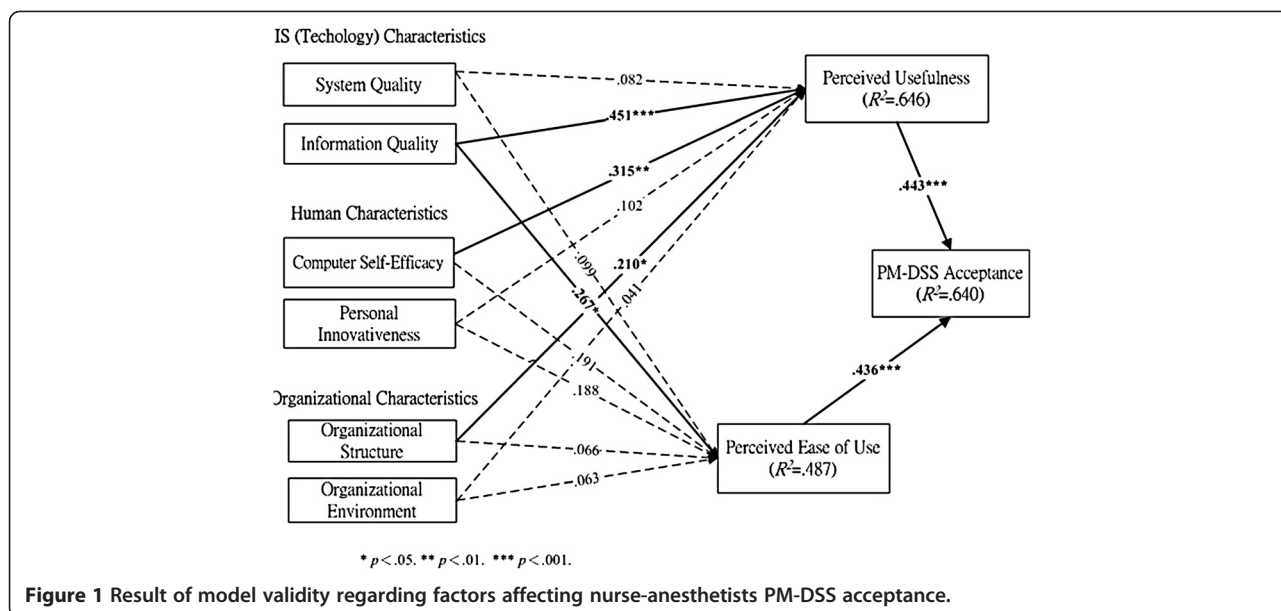 IS (Techology) Characteristics
System Quality
Information Quality
Human Characteristics
Computer Self-Efficacy
Personal
Innovativeness
Organizational Characteristics
Organizational
Structure
Organizational
Environment
.082
.451***
.315**
.102
.099
.210*
.267*
.041
.191
.188
.066
.063
Perceived Usefulness
(R²=.646)
.443***
PM-DSS Acceptance
(R²=.640)
.436***
Perceived Ease of Use
(R²=.487)
* p<.05. ** p<.01. *** p<.001.
Figure 1 Result of model validity regarding factors affecting nurse-anesthetists PM-DSS acceptance.